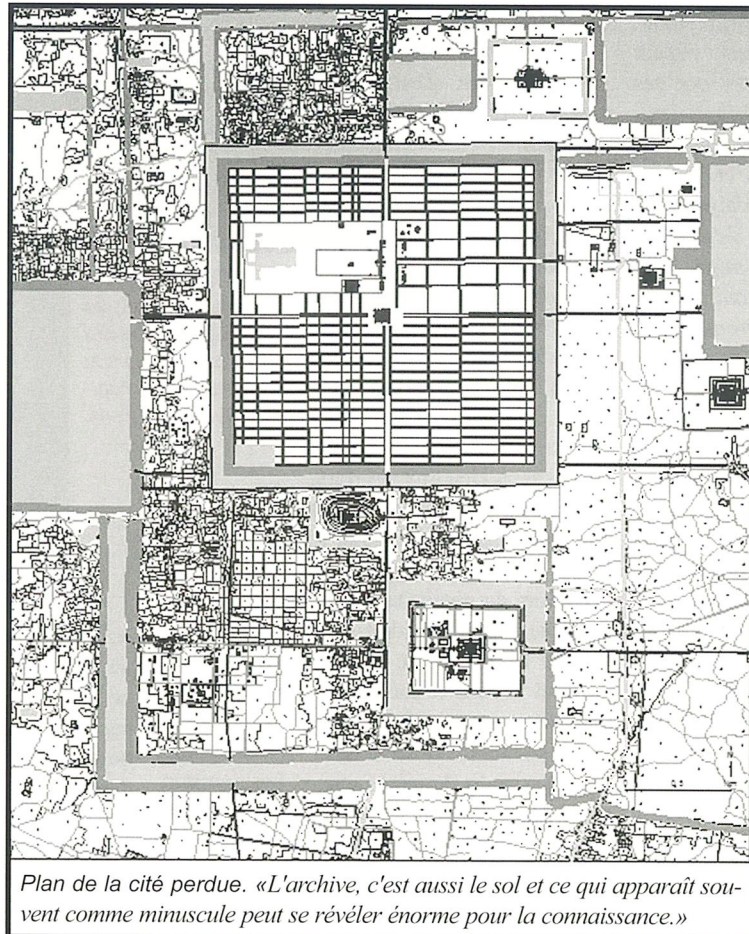 Plan de la cité perdue. «L'archive, c'est aussi le sol et ce qui apparaît sou-
vent comme minuscule peut se révéler énorme pour la connaissance.»